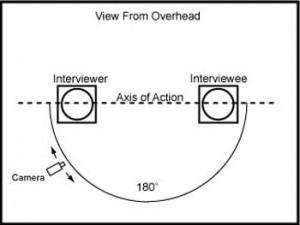 View From Overhead
Interviewer
Interviewee
Axis of Action
Camera
180°